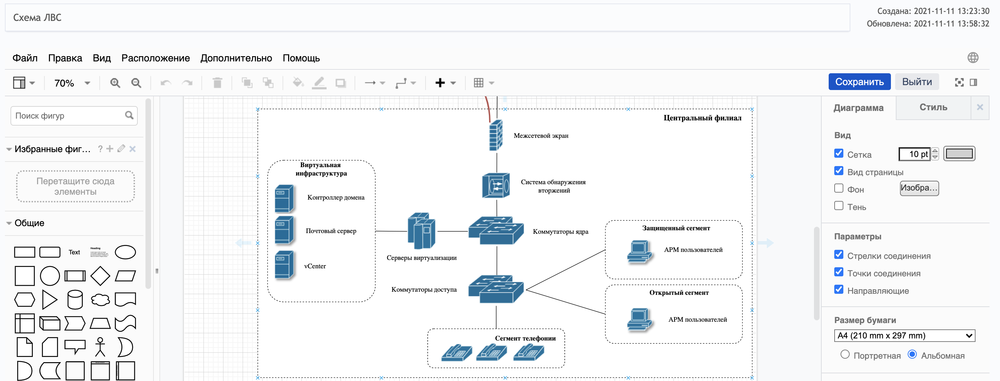 Схема ЛВС
Создана: 2021-11-11 13:23:30
Обновлена: 2021-11-11 13:58:32
Файл Правка Вид Расположение Дополнительно Помощь
70%
Сохранить
Выйти
Поиск фигур
Избранные фиг...
?
Перетащите сюда
элементы
Общие
Text
Heading
Центральный филиал
Межсетевой экран
Система обнаружения
вторжений
Виртуальная
инфраструктура
Контроллер домена
Почтовый сервер
vCenter
Серверы виртуализации
Коммутаторы ядра
Коммутаторы доступа
Защищенный сегмент
АРМ пользователей
Открытый сегмент
АРМ пользователей
Сегмент телефонии
Диаграмма
Стиль
Вид
Сетка
10 pt
Вид страницы
Фон
Изобра...
Тень
Параметры
Стрелки соединения
Точки соединения
Направляющие
Размер бумаги
A4 (210 mm x 297 mm)
Портретная
Альбомная